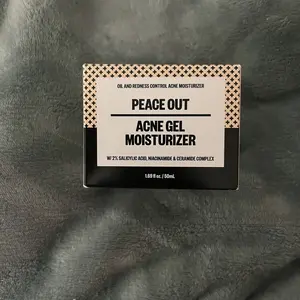 OIL AND REDNESS CONTROL ACNE MOISTURIZER
PEACE OUT
ACNE GEL
MOISTURIZER
W/ 2% SALICYLIC ACID, NIACINAMIDE & CERAMIDE COMPLEX
1.69 fl oz. / 50mL